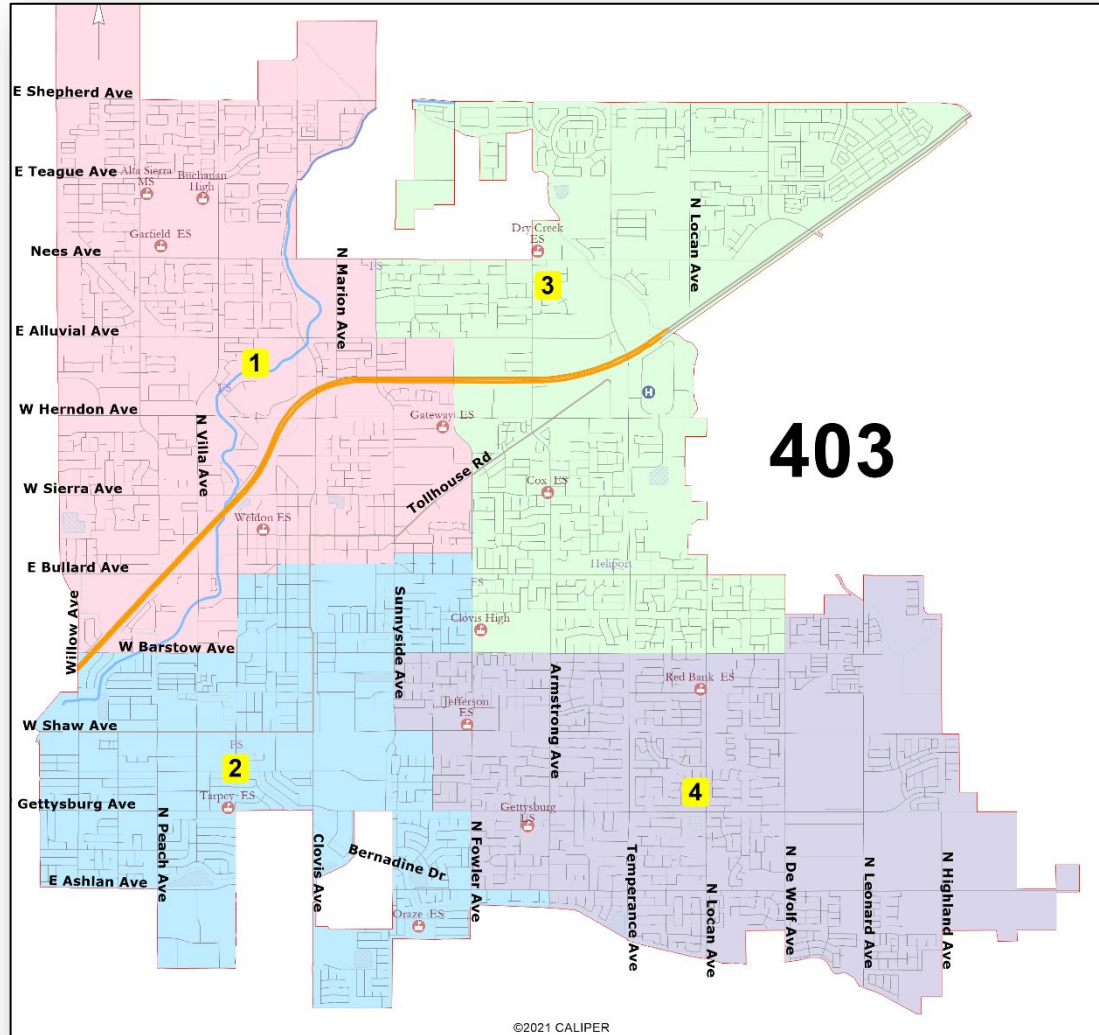 E Shepherd Ave
E Teague Ave
Alta Sierra
MS
Buchanan
High
Garfield ES
Nees Ave
N Marion Ave
FS
Dry Creek
ES
N Locan Ave
3
E Alluvial Ave
1
FS
W Herndon Ave
N Villa Ave
Gateway ES
H
403
Tollhouse Rd
W Sierra Ave
Weldon ES
Cox ES
E Bullard Ave
Heliport
FS
Willow Ave
Sunnyside Ave
Clovis High
W Barstow Ave
Armstrong Ave
Red Bank ES
Jefferson
ES
W Shaw Ave
FS
2
4
Gettysburg Ave
Tarpey ES
Gettysburg
ES
N Peach Ave
Clovis Ave
Bernadine Dr
N Fowler Ave
Temperance Ave
N Locan Ave
N De Wolf Ave
N Leonard Ave
N Highland Ave
E Ashlan Ave
Oraze ES
©2021 CALIPER